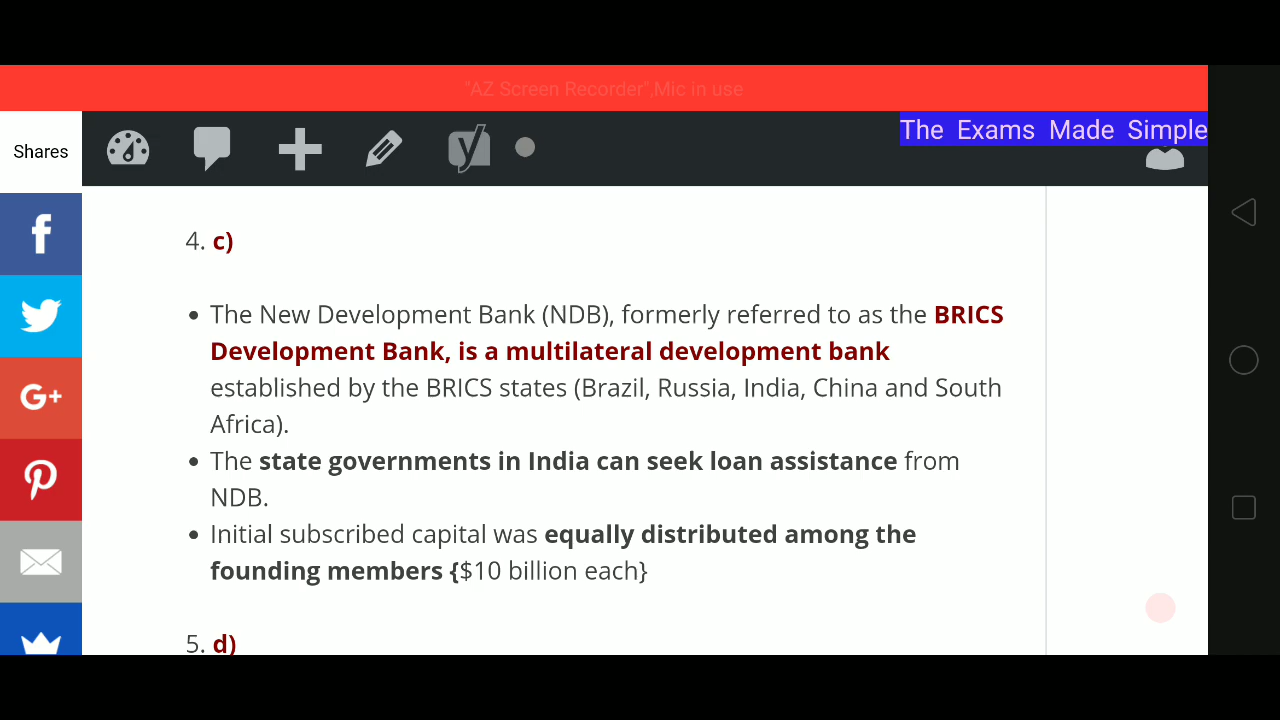 "AZ Screen Recorder",Mic in use
The Exams Made Simple
Shares
4. c)
The New Development Bank (NDB), formerly referred to as the BRICS
Development Bank, is a multilateral development bank
established by the BRICS states (Brazil, Russia, India, China and South
Africa).
The state governments in India can seek loan assistance from
NDB.
Initial subscribed capital was equally distributed among the
founding members {$10 billion each}
5. d)